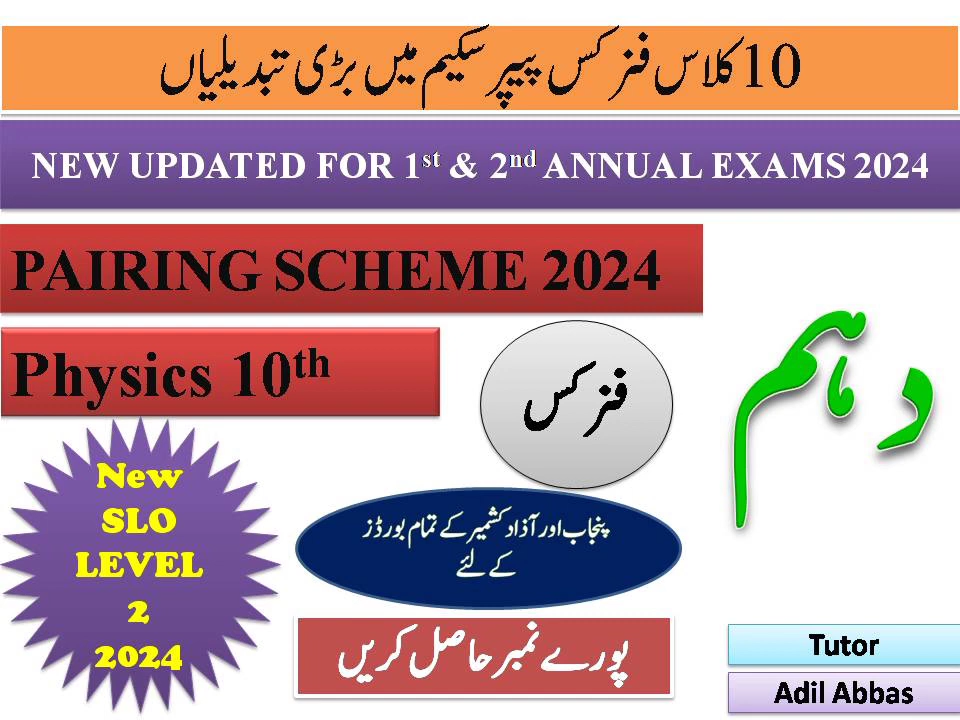 10 کلاس فزکس پیپر سکیم میں بڑی تبدیلیاں
NEW UPDATED FOR 1st & 2nd ANNUAL EXAMS 2024
PAIRING SCHEME 2024
Physics 10th
فزکس
دہم
New
SLO
LEVEL
2
2024
پنجاب اور آذاد کشمیر کے تمام بورڈز
کے لئے
پورے نمبر حاصل کریں
Tutor
Adil Abbas